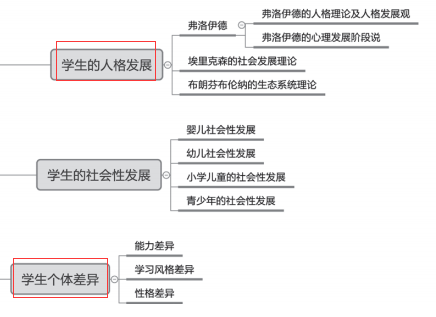 学生的人格发展
弗洛伊德
弗洛伊德的人格理论及人格发展观
弗洛伊德的心理发展阶段说
埃里克森的社会发展理论
布朗芬布伦纳的生态系统理论
学生的社会性发展
婴儿社会性发展
幼儿社会性发展
小学儿童的社会性发展
青少年的社会性发展
学生个体差异
能力差异
学习风格差异
性格差异